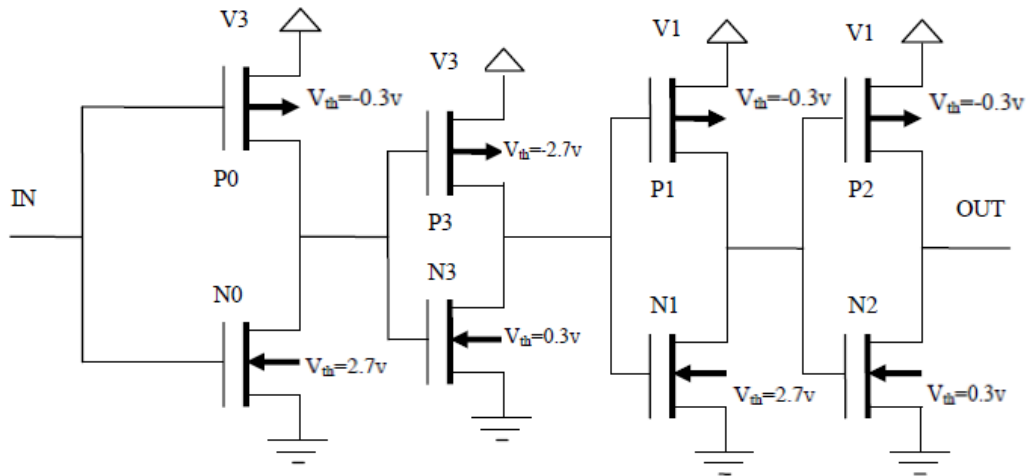 V3
V3
V1
V1
Vth=-0.3v
Vth=-2.7v
Vth=-0.3v
Vth=-0.3v
P0
P3
P1
P2
IN
OUT
N0
N3
N1
N2
Vth=2.7v
Vth=0.3v
Vth=2.7v
Vth=0.3v